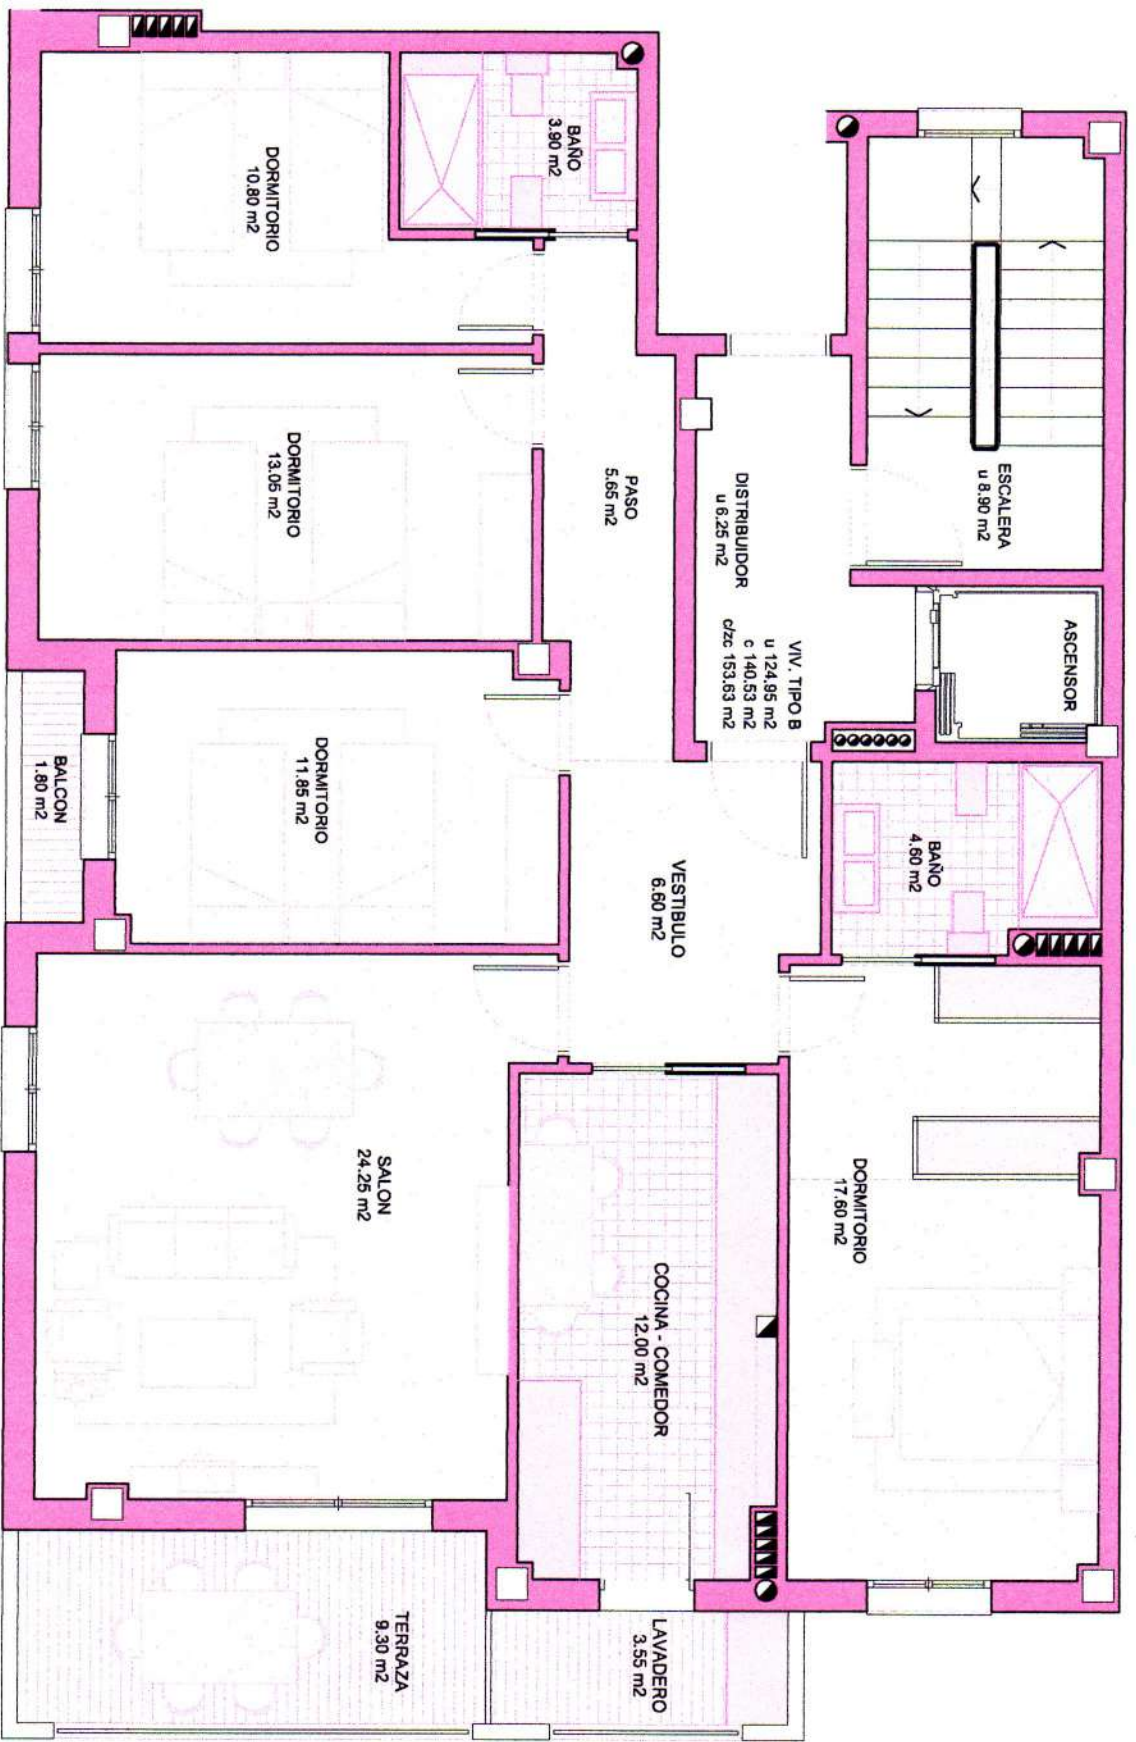 ASCENSOR
ESCALERA
u 8.90 m2
BAÑO
4.60 m2
DORMITORIO
17.60 m2
VIV. TIPO B
u 124.95 m2
c 140.53 m2
c/zc 153.63 m2
DISTRIBUIDOR
u 6.25 m2
VESTIBULO
6.60 m2
COCINA - COMEDOR
12.00 m2
LAVADERO
3.55 m2
PASO
5.65 m2
BAÑO
3.90 m2
TERRAZA
9.30 m2
SALON
24.25 m2
DORMITORIO
11.85 m2
DORMITORIO
13.05 m2
DORMITORIO
10.80 m2
BALCON
1.80 m2